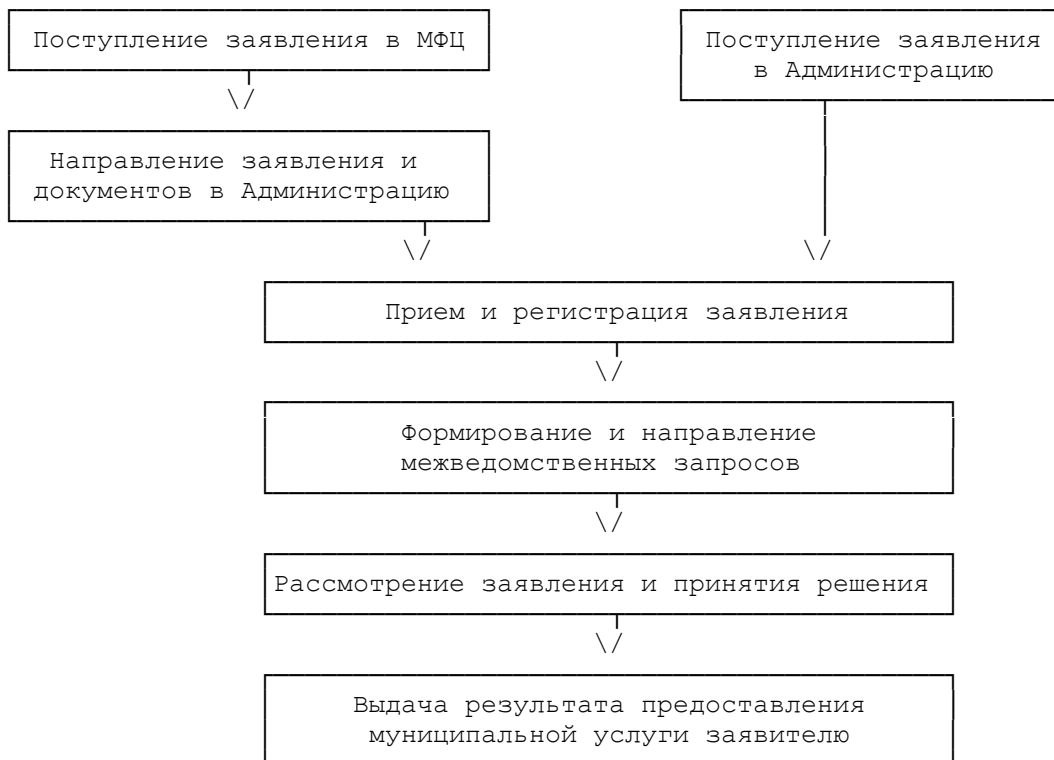 Поступление заявления в МФЦ
Поступление заявления
в Администрацию
Направление заявления и
документов в Администрацию
Прием и регистрация заявления
Формирование и направление
межведомственных запросов
Рассмотрение заявления и принятия решения
Выдача результата предоставления
муниципальной услуги заявителю